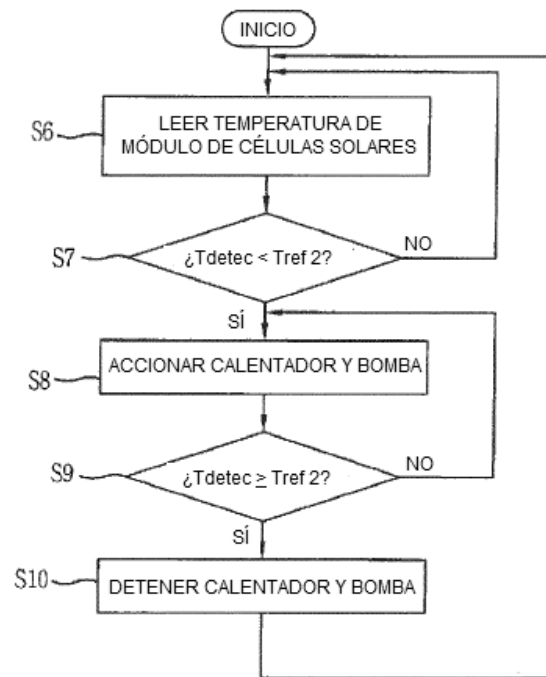 INICIO
S6
LEER TEMPERATURA DE
MÓDULO DE CÉLULAS SOLARES
S7
¿Tdetec < Tref 2?
NO
SÍ
S8
ACCIONAR CALENTADOR Y BOMBA
S9
¿Tdetec ≥ Tref 2?
NO
SÍ
S10
DETENER CALENTADOR Y BOMBA